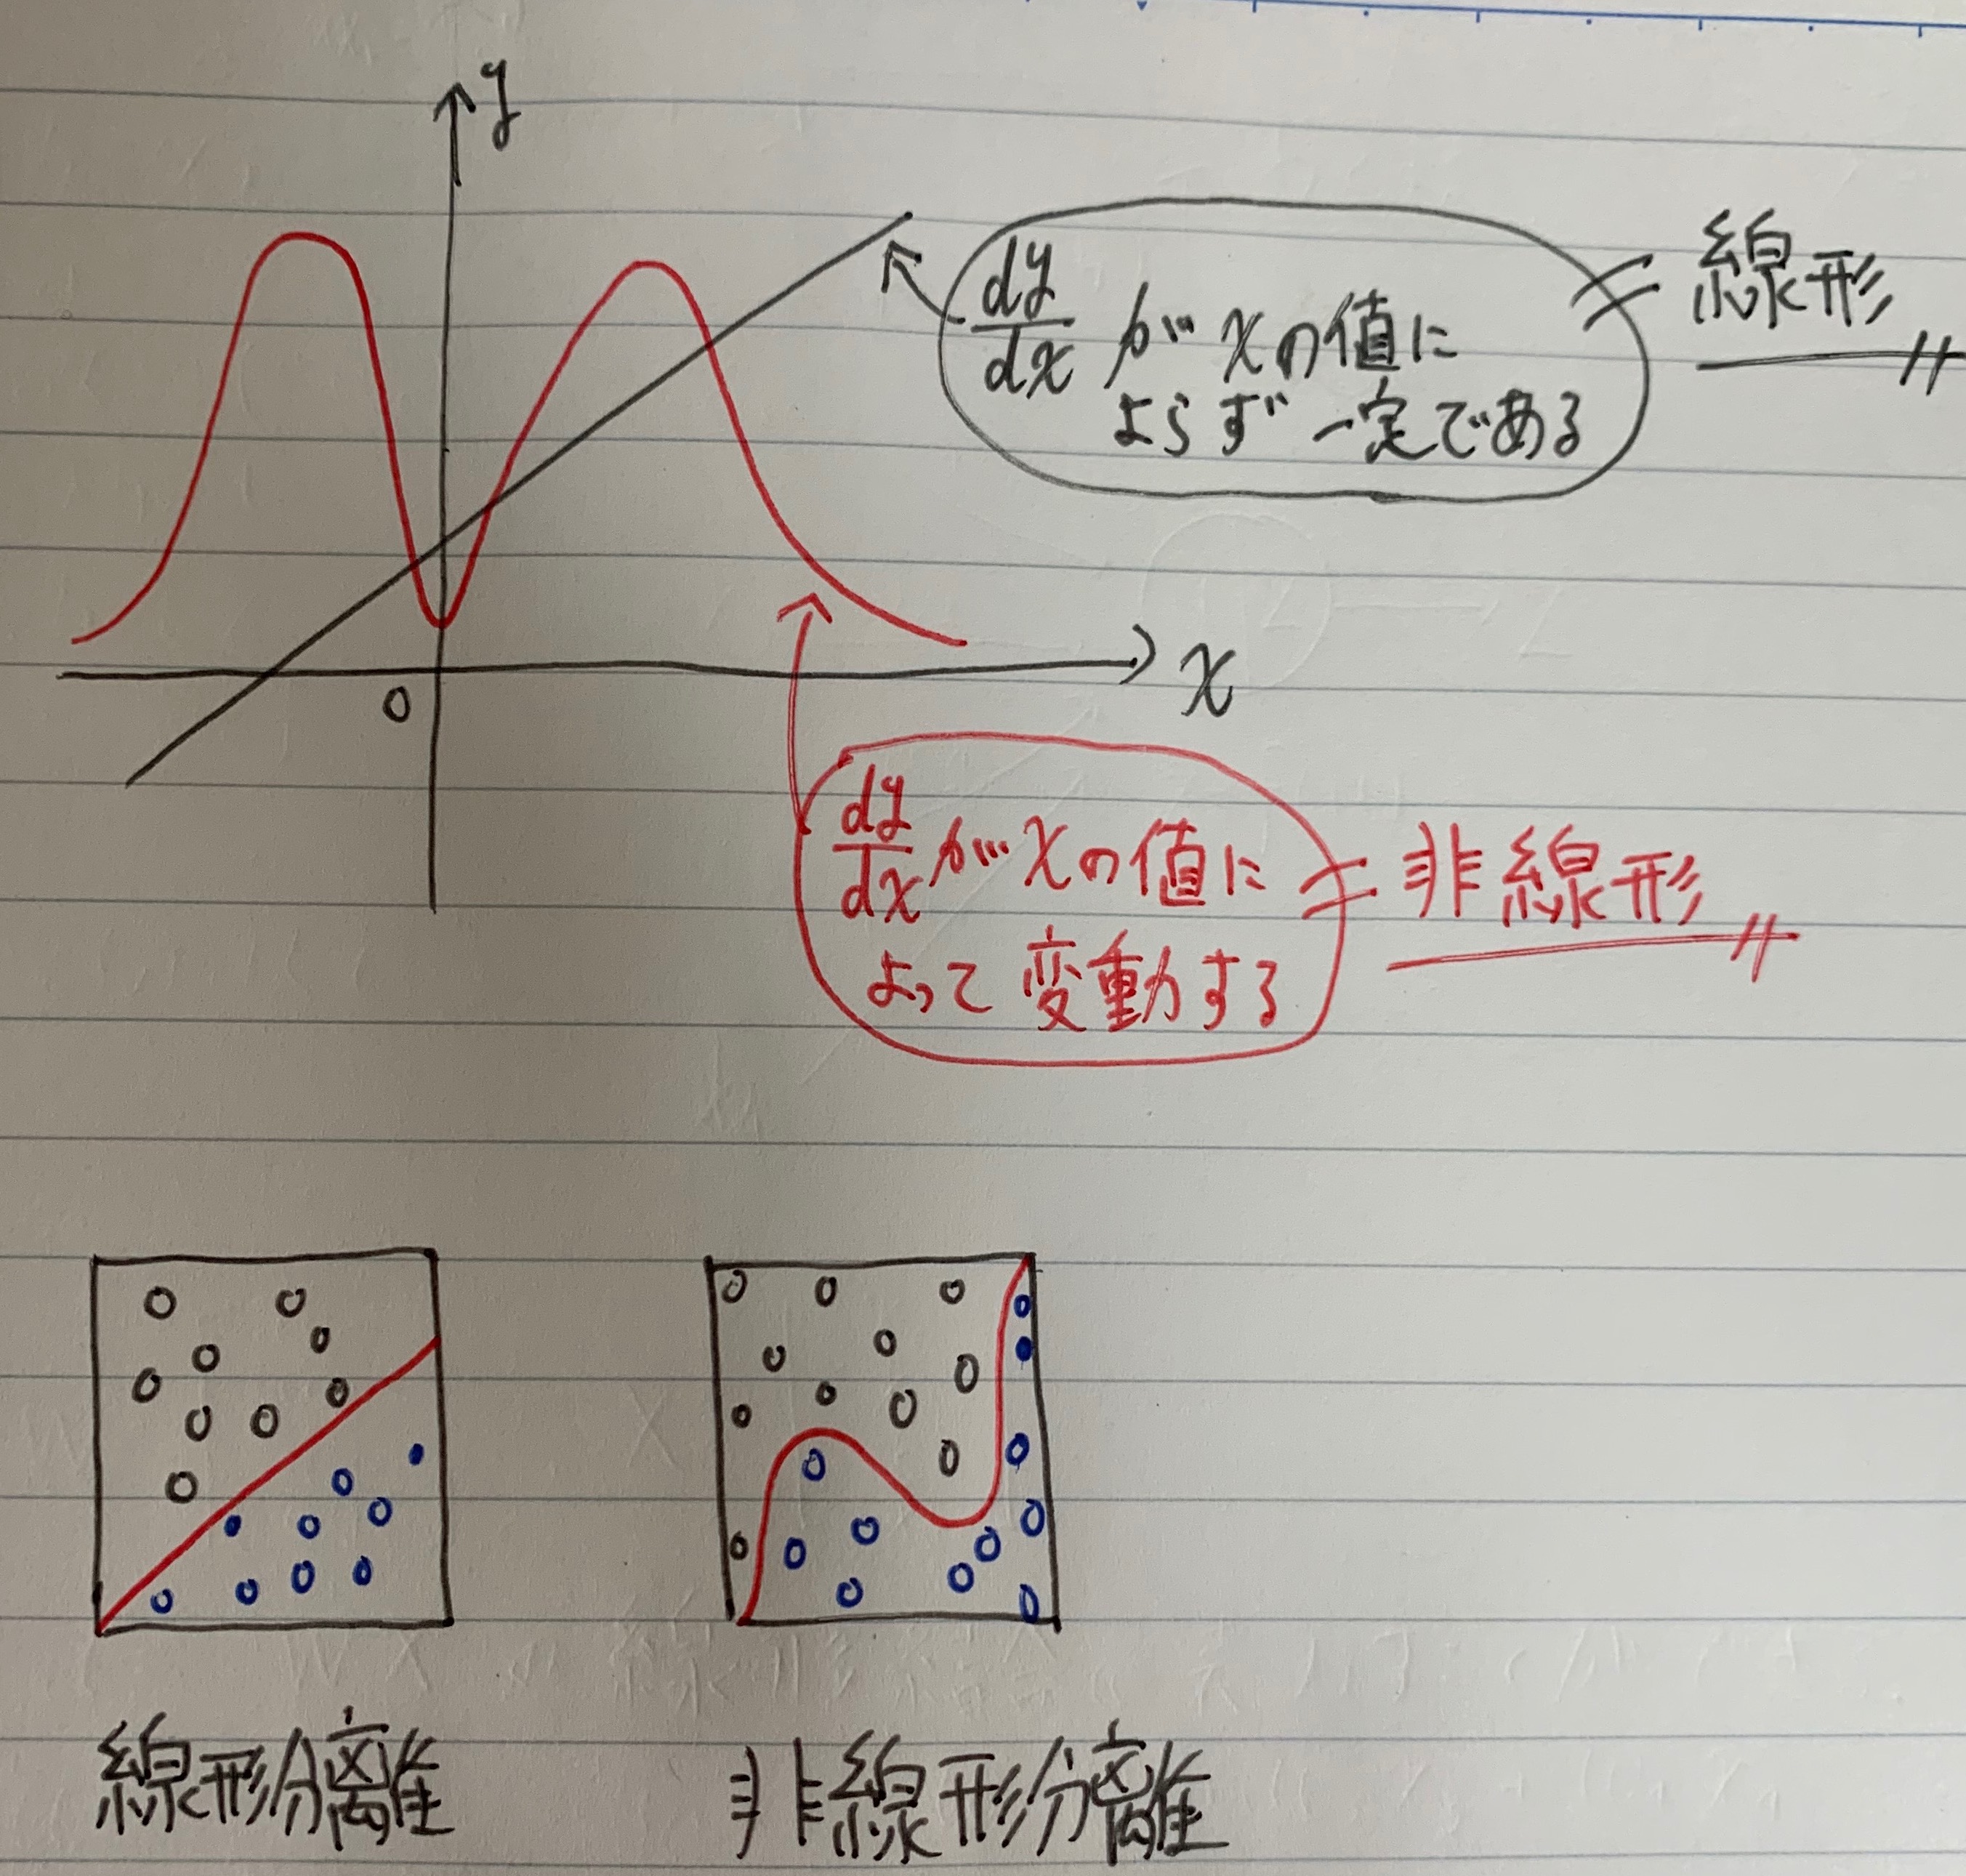 y
dy/dx が xの値に
よらず一定である
= 線形
0
x
dy/dx が xの値に
よって変動する
= 非線形
線形分離
非線形分離